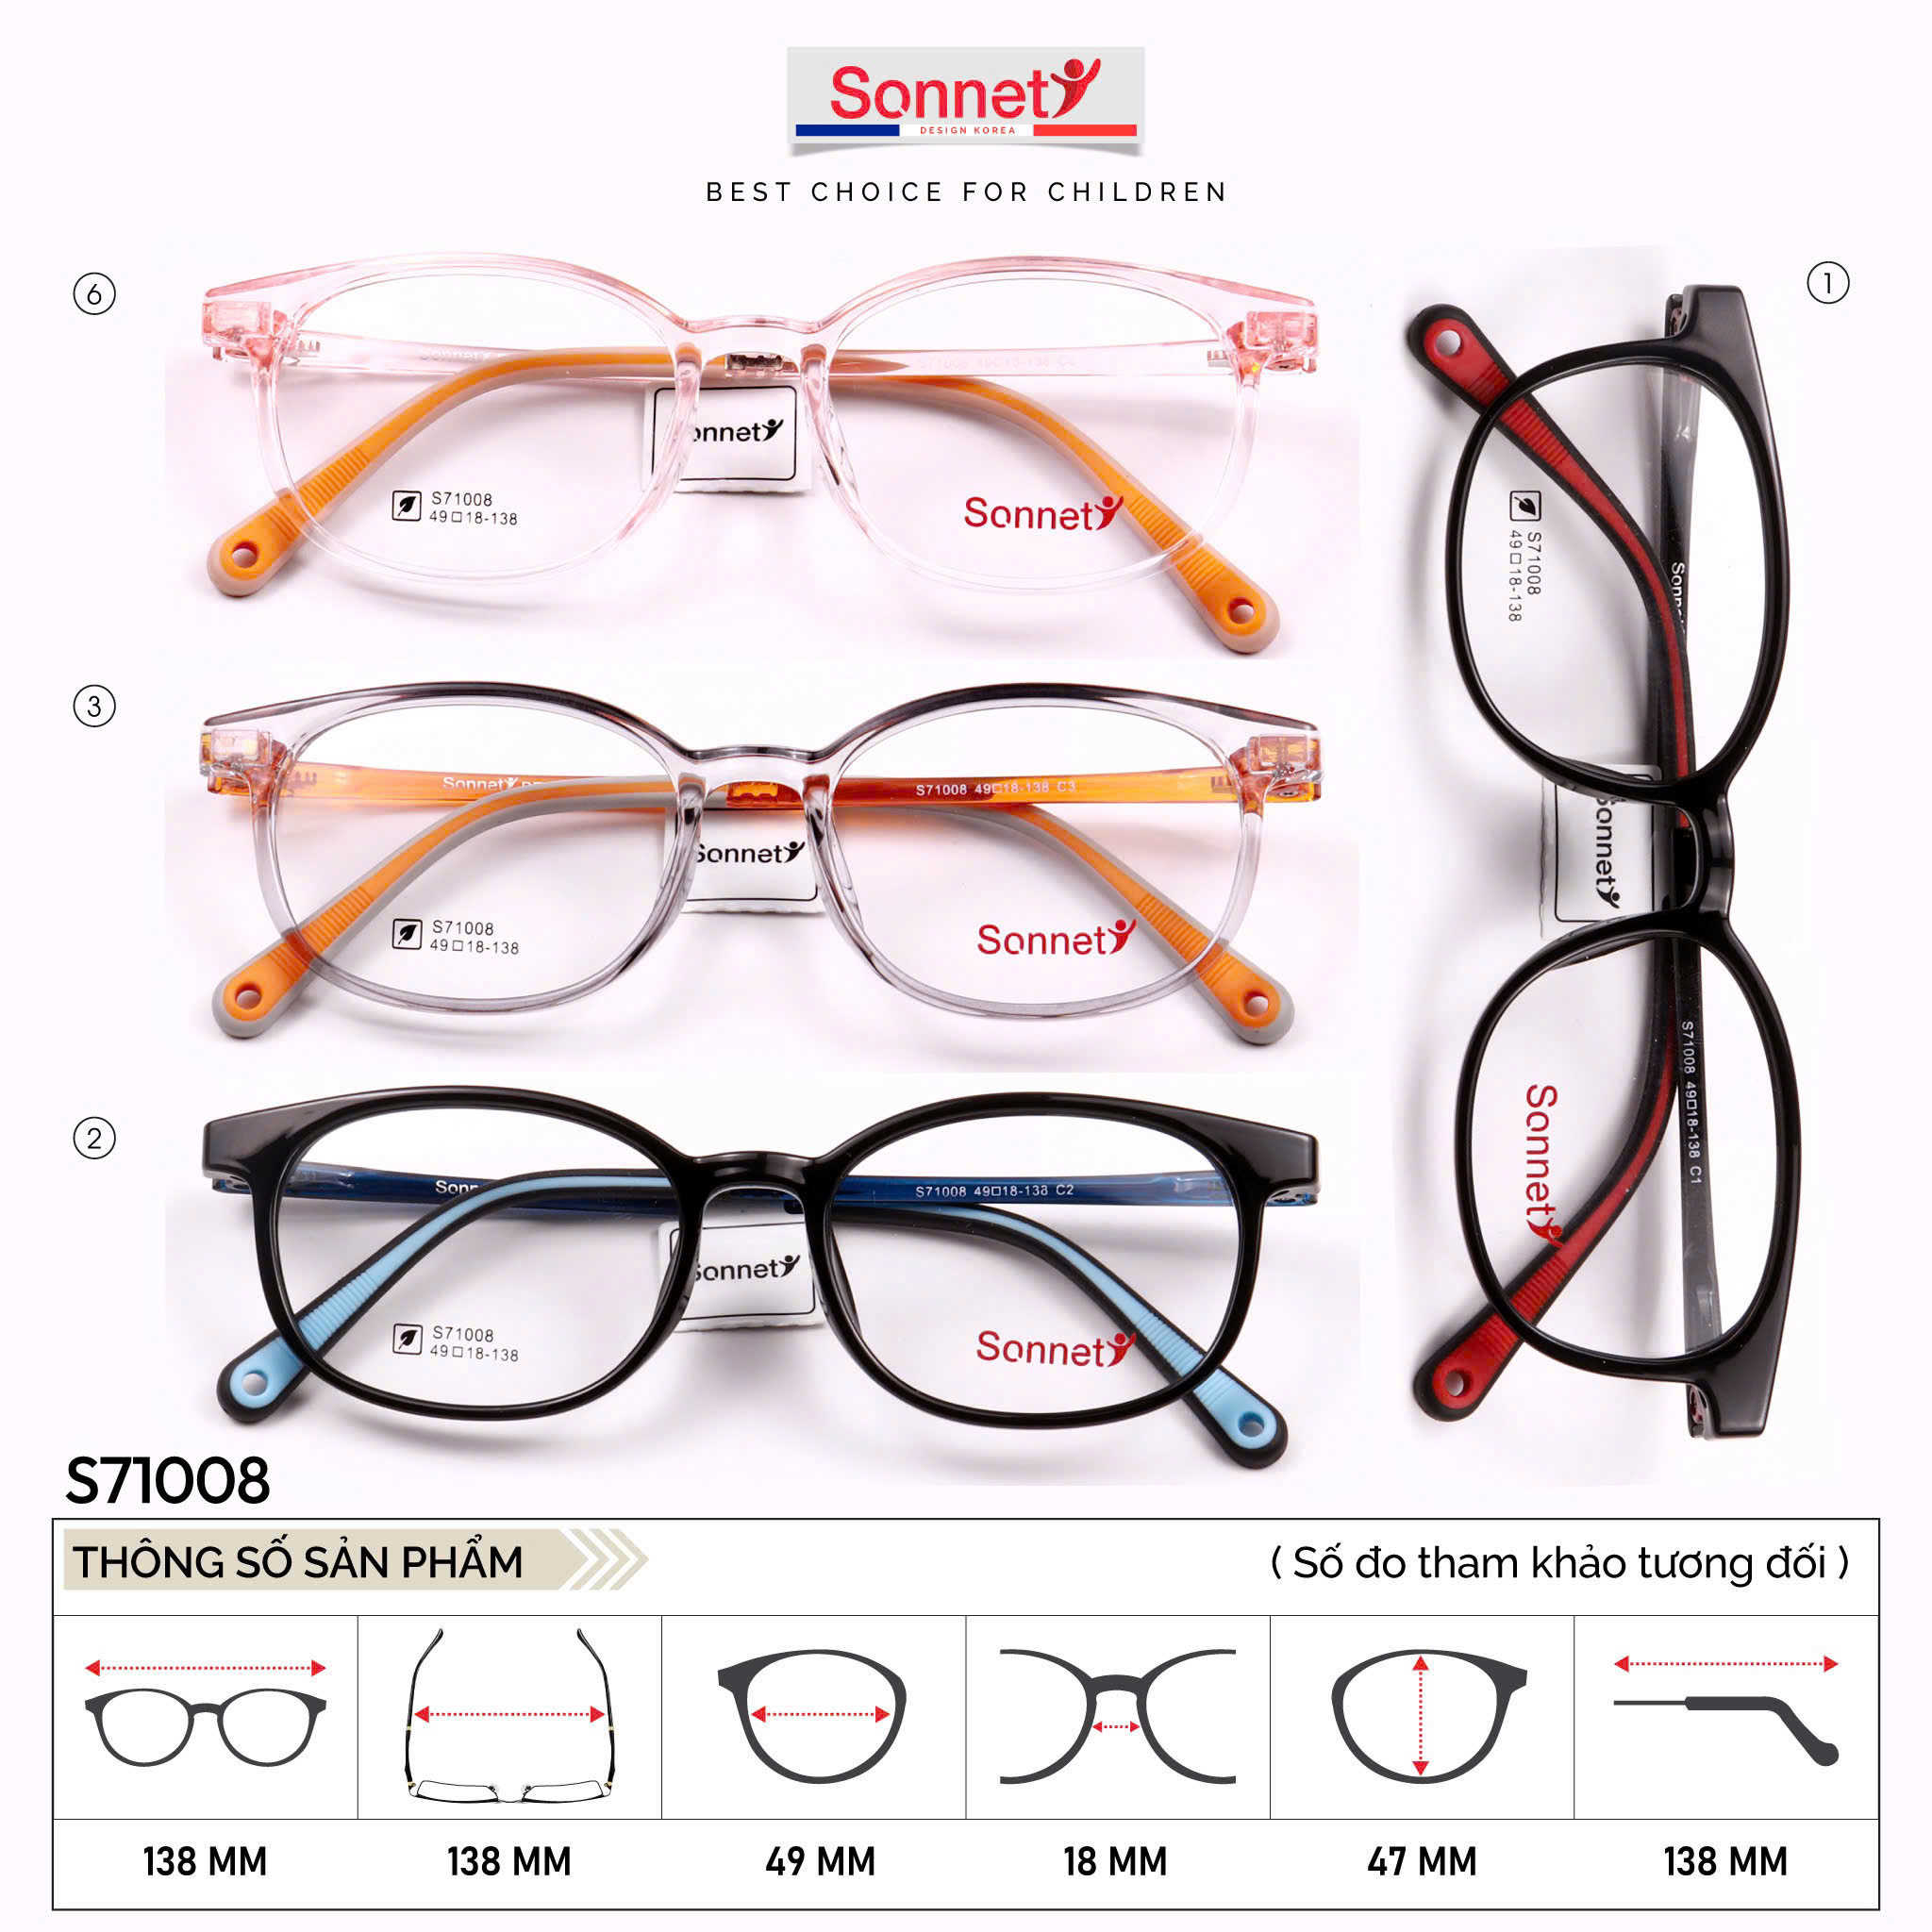 Sonnet
DESIGN KOREA
BEST CHOICE FOR CHILDREN
6
S71008
49□18-138
Sonnet
1
S71008
49□18-138
S71008 49□18-138 C1
Sonnet
Sonnet
3
Sonnet
S71008 49□18-138 C3
Sonnet
S71008
49□18-138
Sonnet
2
S71008 49□18-138 C2
Sonnet
S71008
49□18-138
Sonnet
S71008
THÔNG SỐ SẢN PHẨM
( Số đo tham khảo tương đối )
138 MM
138 MM
49 MM
18 MM
47 MM
138 MM